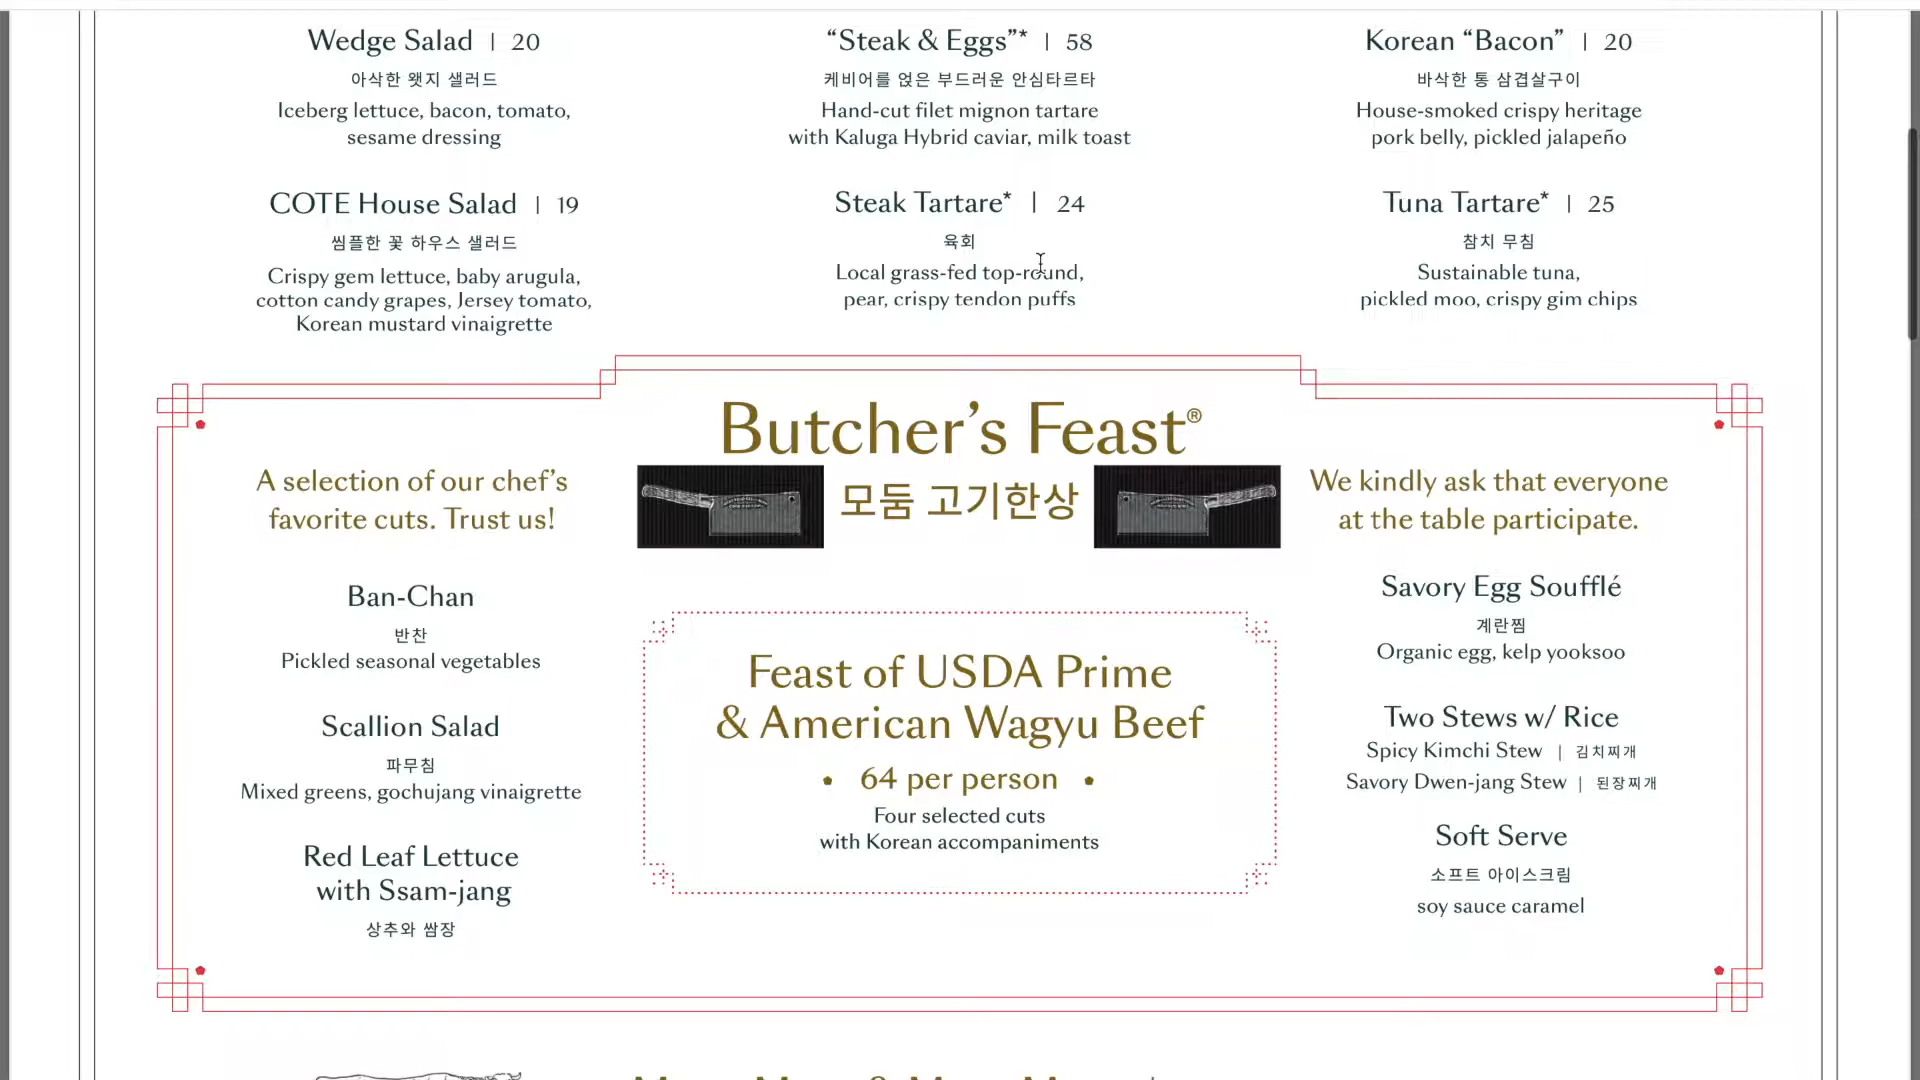 Wedge Salad | 20
아삭한 왯지 샐러드
Iceberg lettuce, bacon, tomato,
sesame dressing
“Steak & Eggs”* | 58
케비어를 얹은 부드러운 안심타르타
Hand-cut filet mignon tartare
with Kaluga Hybrid caviar, milk toast
Korean “Bacon” | 20
바삭한 통 삼겹살구이
House-smoked crispy heritage
pork belly, pickled jalapeño
COTE House Salad | 19
씸플한 꽃 하우스 샐러드
Crispy gem lettuce, baby arugula,
cotton candy grapes, Jersey tomato,
Korean mustard vinaigrette
Steak Tartare* | 24
육회
Local grass-fed top-round,
pear, crispy tendon puffs
Tuna Tartare* | 25
참치 무침
Sustainable tuna,
pickled moo, crispy gim chips
Butcher’s Feast®
모둠 고기한상
A selection of our chef’s
favorite cuts. Trust us!
We kindly ask that everyone
at the table participate.
Ban-Chan
반찬
Pickled seasonal vegetables
Scallion Salad
파무침
Mixed greens, gochujang vinaigrette
Red Leaf Lettuce
with Ssam-jang
상추와 쌈장
Feast of USDA Prime
& American Wagyu Beef
• 64 per person •
Four selected cuts
with Korean accompaniments
Savory Egg Soufflé
계란찜
Organic egg, kelp yooksoo
Two Stews w/ Rice
Spicy Kimchi Stew | 김치찌개
Savory Dwen-jang Stew | 된장찌개
Soft Serve
소프트 아이스크림
soy sauce caramel